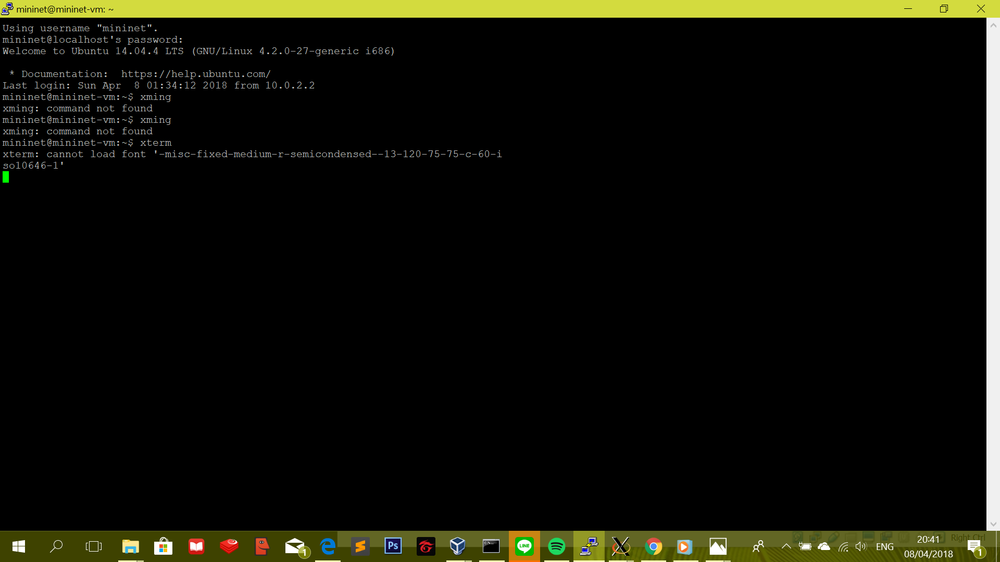 mininet@mininet-vm: ~
Using username "mininet".
mininet@localhost's password:
Welcome to Ubuntu 14.04.4 LTS (GNU/Linux 4.2.0-27-generic i686)
* Documentation:  https://help.ubuntu.com/
Last login: Sun Apr  8 01:34:12 2018 from 10.0.2.2
mininet@mininet-vm:~$ xming
xming: command not found
mininet@mininet-vm:~$ xming
xming: command not found
mininet@mininet-vm:~$ xterm
xterm: cannot load font '-misc-fixed-medium-r-semicondensed--13-120-75-75-c-60-i
so10646-1'
Right Ctrl
1
Ps
C:\
LINE
ENG
20:41
08/04/2018
1